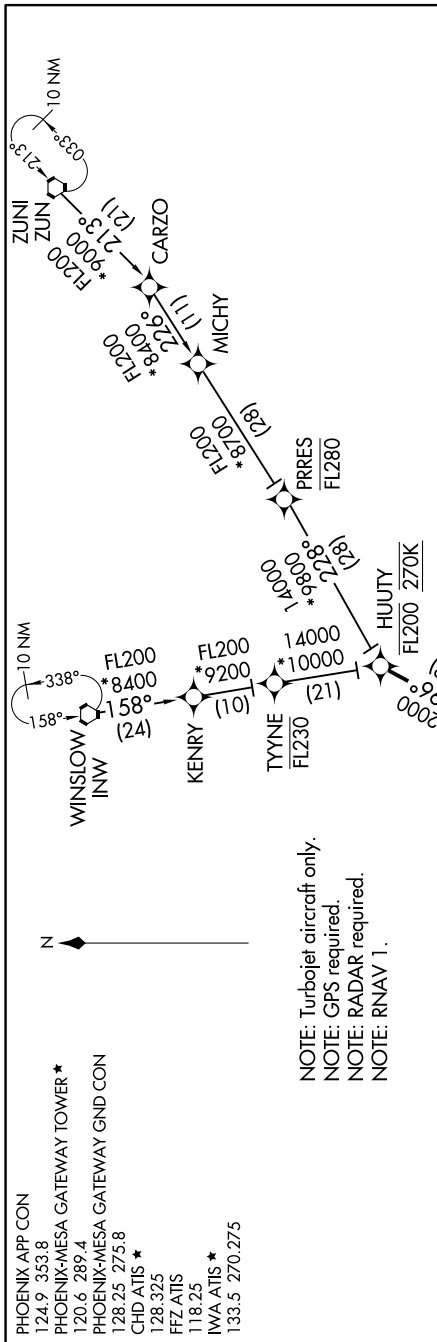 PHOENIX APP CON
124.9 353.8
PHOENIX-MESA GATEWAY TOWER★
120.6 289.4
PHOENIX-MESA GATEWAY GND CON
128.25 275.8
CHD ATIS ★
128.325
FFZ ATIS
118.25
IWA ATIS ★
133.5 270.275
N
NOTE: Turbojet aircraft only.
NOTE: GPS required.
NOTE: RADAR required.
NOTE: RNAV 1.
WINSLOW
INW
10 NM
158°
338°
FL200
*8400
158°
(24)
KENRY
FL200
*9200
(10)
TYYNE
FL230
14000
*10000
(21)
HUUTY
FL200 270K
ZUNI
ZUN
10 NM
213°
033°
FL200
*9000
213°
(21)
CARZO
FL200
*8400
226°
(11)
MICHY
FL200
*8700
(28)
PRRES
FL280
14000
*9800
228°
(28)